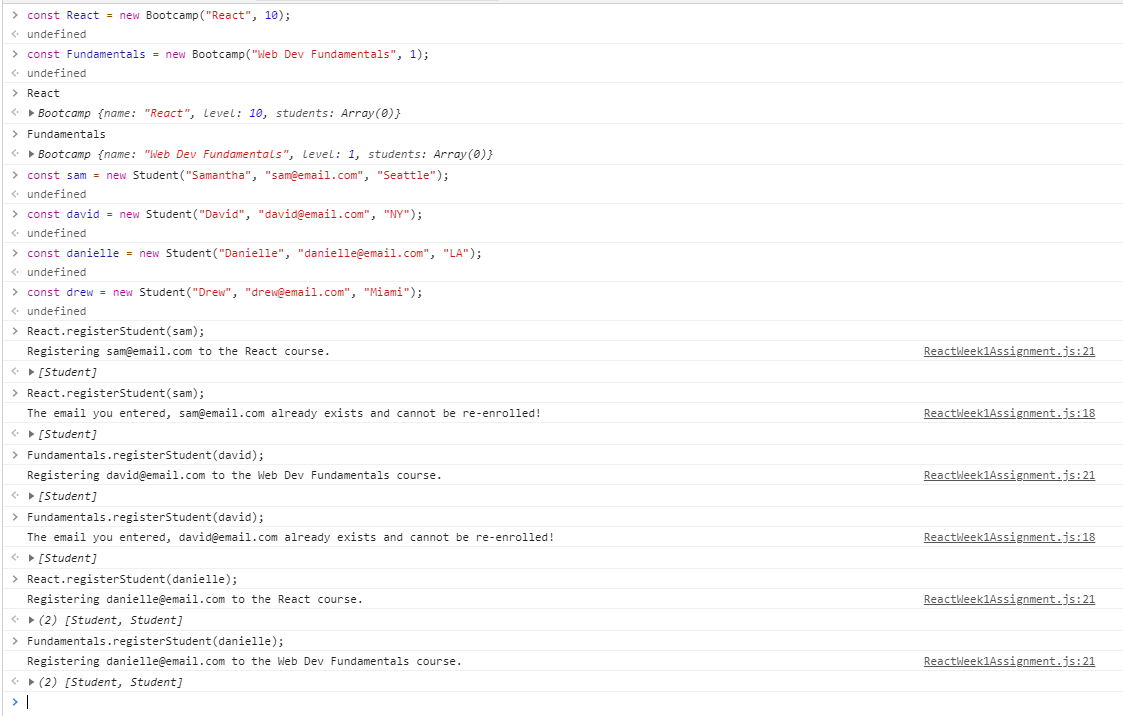 > const React = new Bootcamp("React", 10);
< undefined
> const Fundamentals = new Bootcamp("Web Dev Fundamentals", 1);
< undefined
> React
< ▶ Bootcamp {name: "React", level: 10, students: Array(0)}
> Fundamentals
< ▶ Bootcamp {name: "Web Dev Fundamentals", level: 1, students: Array(0)}
> const sam = new Student("Samantha", "sam@email.com", "Seattle");
< undefined
> const david = new Student("David", "david@email.com", "NY");
< undefined
> const danielle = new Student("Danielle", "danielle@email.com", "LA");
< undefined
> const drew = new Student("Drew", "drew@email.com", "Miami");
< undefined
> React.registerStudent(sam);
Registering sam@email.com to the React course. ReactWeek1Assignment.js:21
< ▶ [Student]
> React.registerStudent(sam);
The email you entered, sam@email.com already exists and cannot be re-enrolled! ReactWeek1Assignment.js:18
< ▶ [Student]
> Fundamentals.registerStudent(david);
Registering david@email.com to the Web Dev Fundamentals course. ReactWeek1Assignment.js:21
< ▶ [Student]
> Fundamentals.registerStudent(david);
The email you entered, david@email.com already exists and cannot be re-enrolled! ReactWeek1Assignment.js:18
< ▶ [Student]
> React.registerStudent(danielle);
Registering danielle@email.com to the React course. ReactWeek1Assignment.js:21
< ▶ (2) [Student, Student]
> Fundamentals.registerStudent(danielle);
Registering danielle@email.com to the Web Dev Fundamentals course. ReactWeek1Assignment.js:21
< ▶ (2) [Student, Student]
>